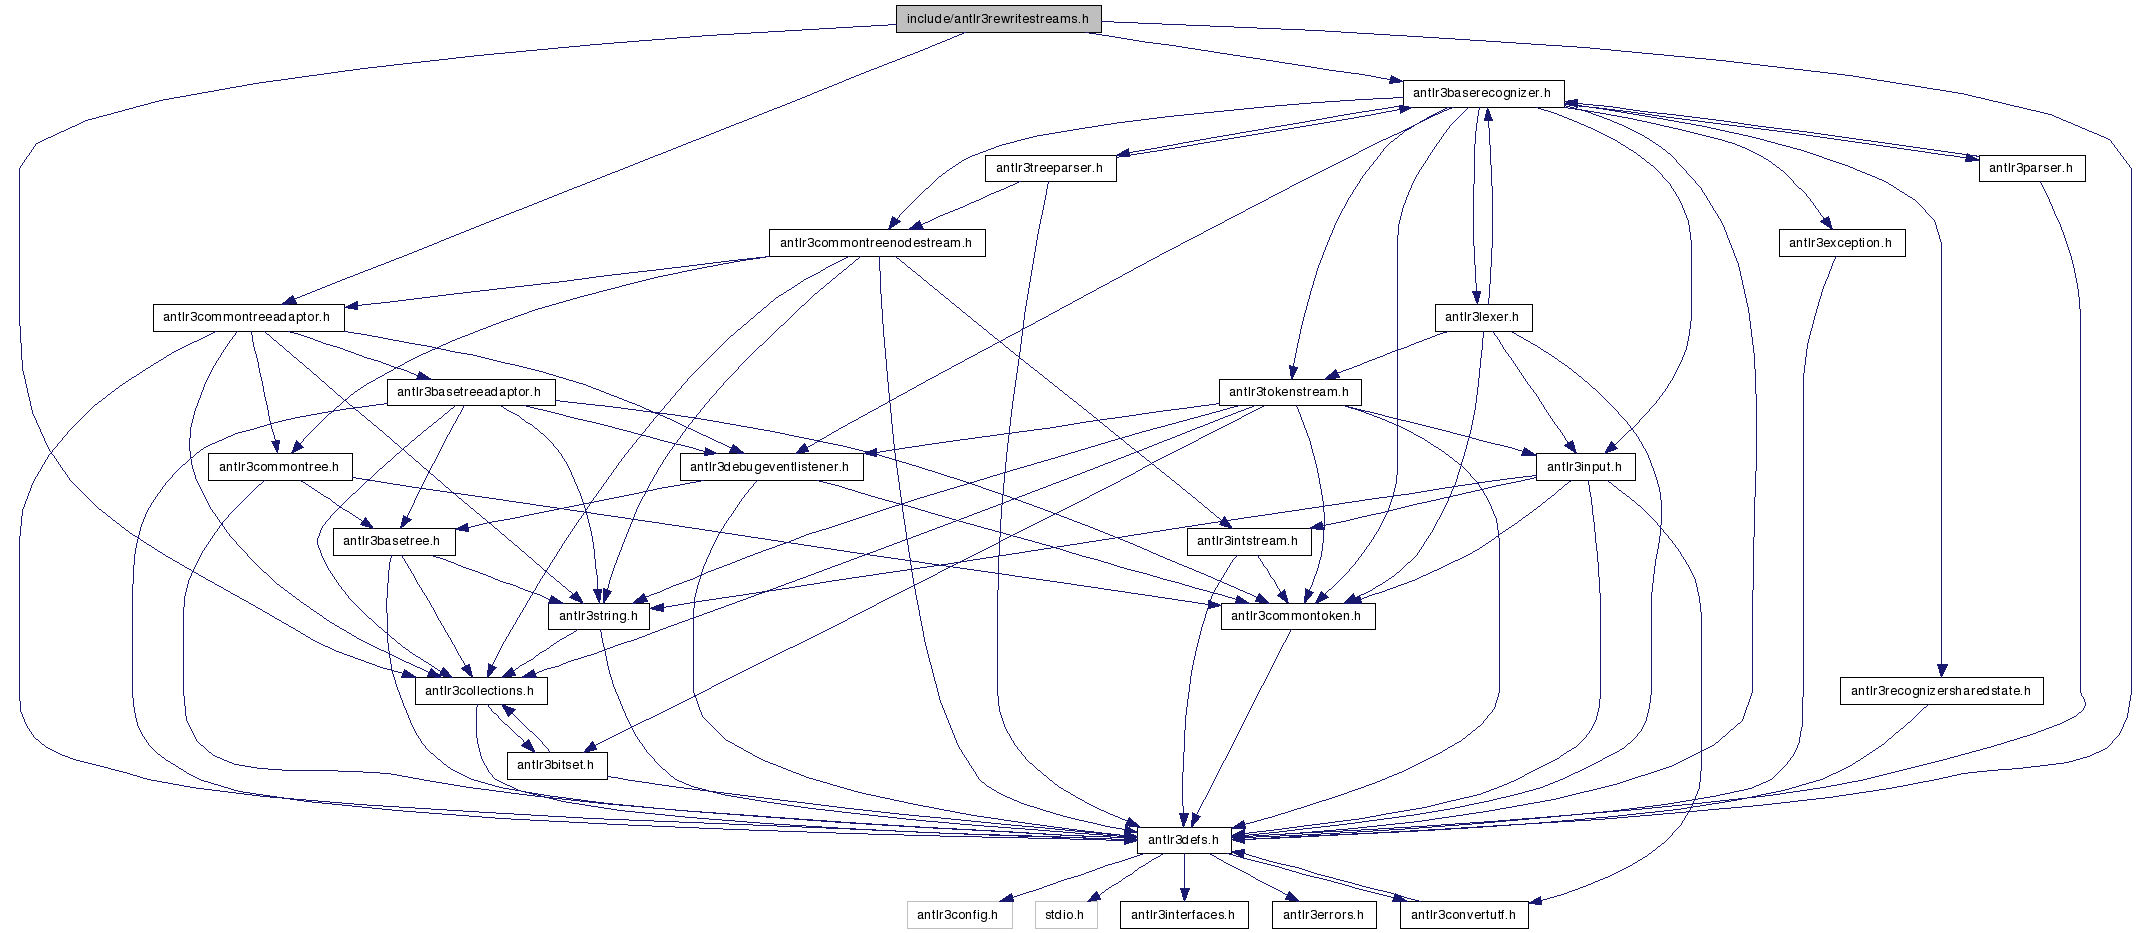 include/antlr3rewritestreams.h
antlr3baserecognizer.h
antlr3treeparser.h
antlr3parser.h
antlr3commontreenodestream.h
antlr3exception.h
antlr3commontreeadaptor.h
antlr3lexer.h
antlr3basetreeadaptor.h
antlr3tokenstream.h
antlr3commontree.h
antlr3debugeventlistener.h
antlr3input.h
antlr3basetree.h
antlr3intstream.h
antlr3string.h
antlr3commontoken.h
antlr3collections.h
antlr3recognizersharedstate.h
antlr3bitset.h
antlr3defs.h
antlr3config.h
stdio.h
antlr3interfaces.h
antlr3errors.h
antlr3convertutf.h